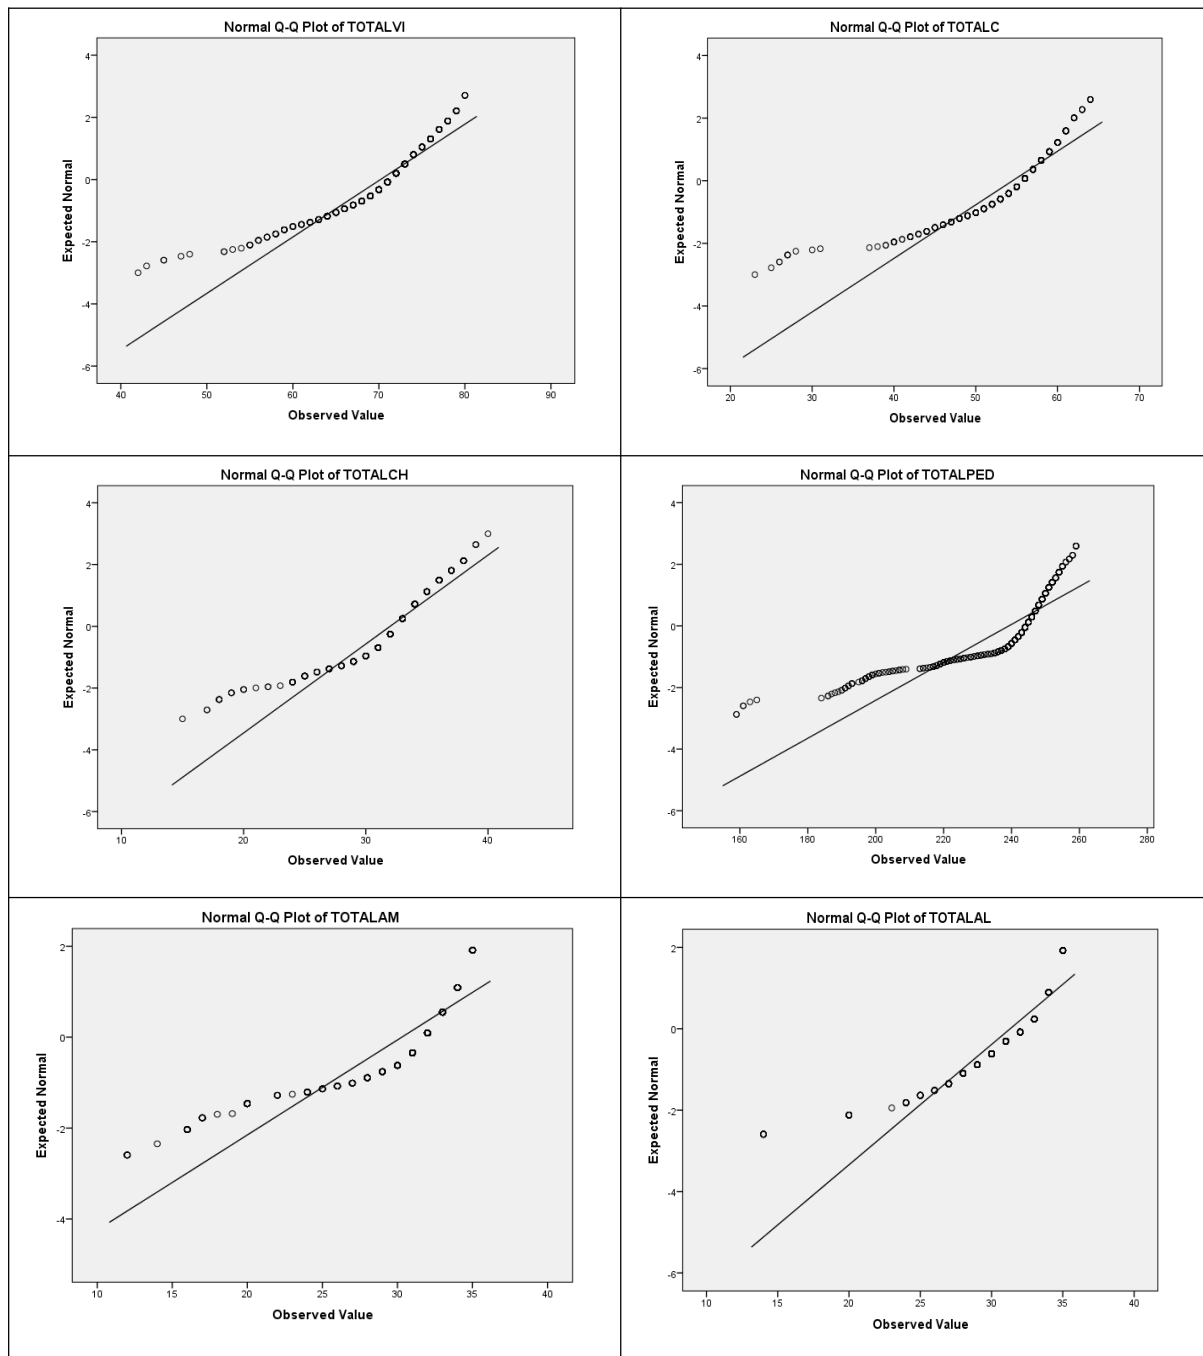 Normal Q-Q Plot of TOTALVI
Expected Normal
4
2
0
-2
-4
-6
40 50 60 70 80 90
Observed Value
Normal Q-Q Plot of TOTALC
Expected Normal
4
2
0
-2
-4
-6
20 30 40 50 60 70
Observed Value
Normal Q-Q Plot of TOTALCH
Expected Normal
4
2
0
-2
-4
-6
10 20 30 40
Observed Value
Normal Q-Q Plot of TOTALPED
Expected Normal
4
2
0
-2
-4
-6
160 180 200 220 240 260 280
Observed Value
Normal Q-Q Plot of TOTALAM
Expected Normal
2
0
-2
-4
10 15 20 25 30 35 40
Observed Value
Normal Q-Q Plot of TOTALAL
Expected Normal
2
0
-2
-4
-6
10 15 20 25 30 35 40
Observed Value